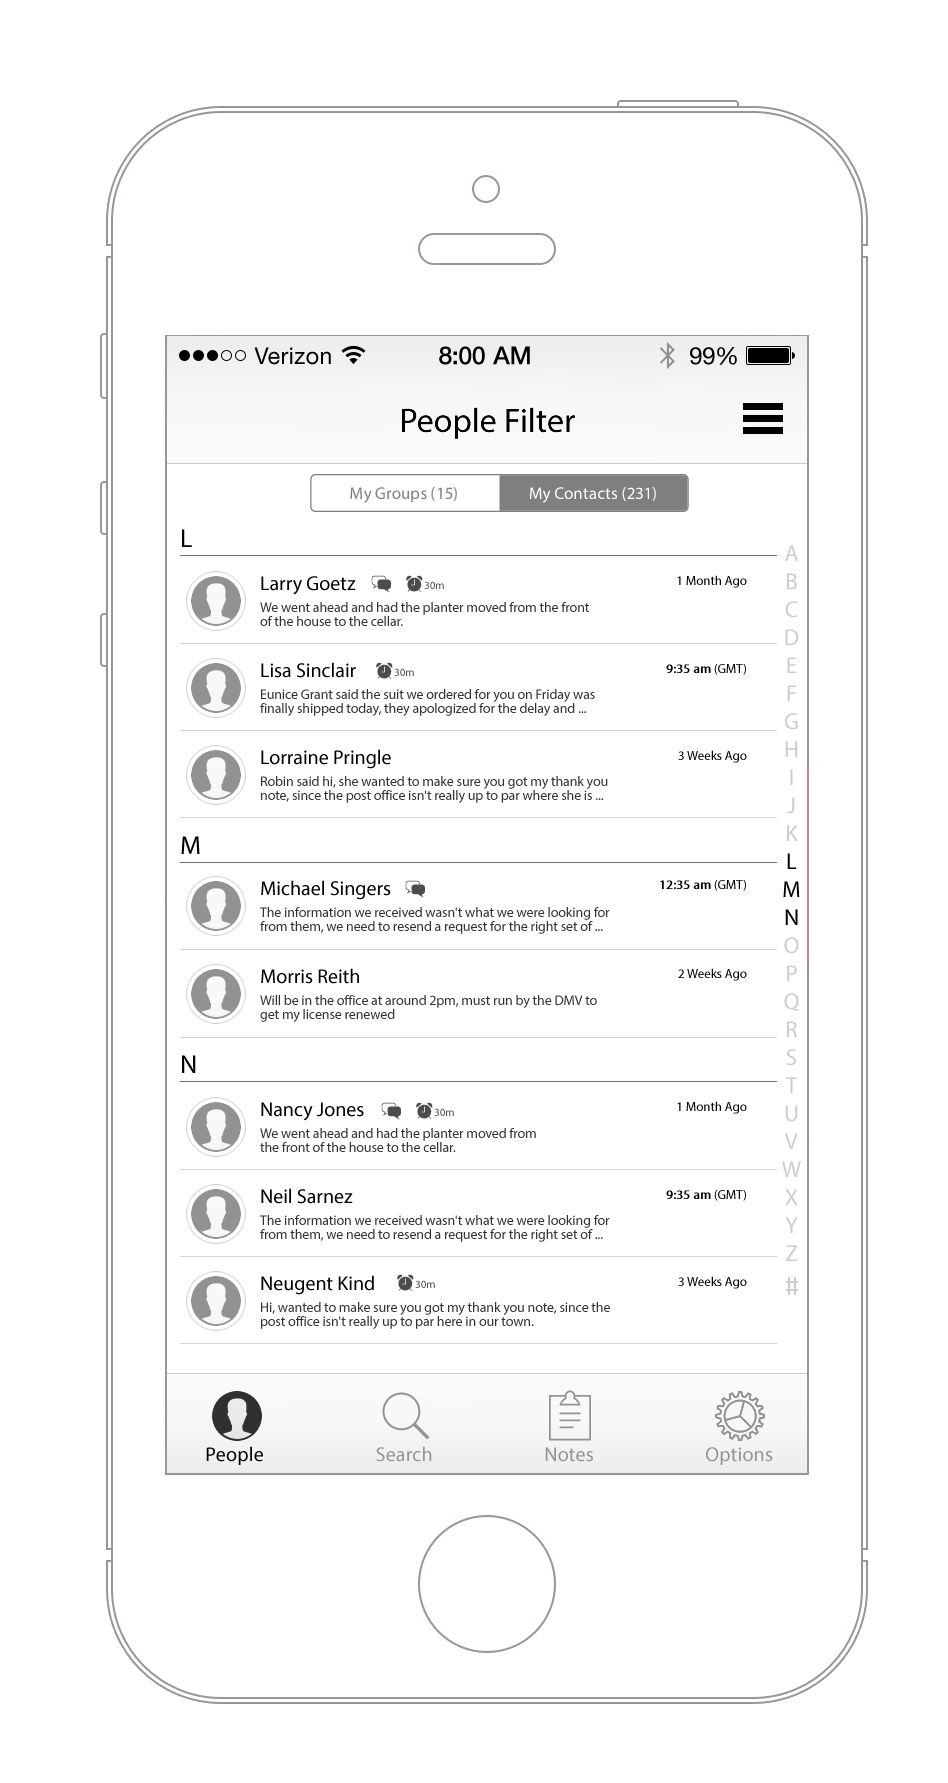 Verizon 8:00 AM 99%
People Filter
My Groups (15) My Contacts (231)
L
Larry Goetz 30m 1 Month Ago
We went ahead and had the planter moved from the front
of the house to the cellar.
Lisa Sinclair 30m 9:35 am (GMT)
Eunice Grant said the suit we ordered for you on Friday was
finally shipped today, they apologized for the delay and ...
Lorraine Pringle 3 Weeks Ago
Robin said hi, she wanted to make sure you got my thank you
note, since the post office isn't really up to par where she is ...
M
Michael Singers 12:35 am (GMT)
The information we received wasn't what we were looking for
from them, we need to resend a request for the right set of ...
Morris Reith 2 Weeks Ago
Will be in the office at around 2pm, must run by the DMV to
get my license renewed
N
Nancy Jones 30m 1 Month Ago
We went ahead and had the planter moved from
the front of the house to the cellar.
Neil Sarnez 9:35 am (GMT)
The information we received wasn't what we were looking for
from them, we need to resend a request for the right set of ...
Neugent Kind 30m 3 Weeks Ago
Hi, wanted to make sure you got my thank you note, since the
post office isn't really up to par here in our town.
A
B
C
D
E
F
G
H
I
J
K
L
M
N
O
P
Q
R
S
T
U
V
W
X
Y
Z
#
People Search Notes Options